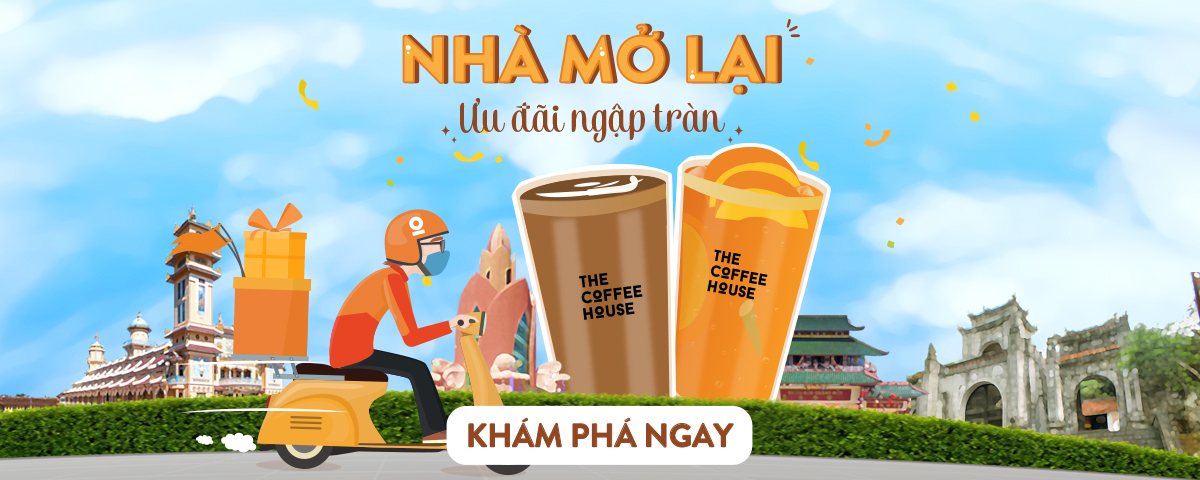 NHÀ MỞ LẠI
Ưu đãi ngập tràn
THE
COFFEE
HOUSE
THE
COFFEE
HOUSE
KHÁM PHÁ NGAY